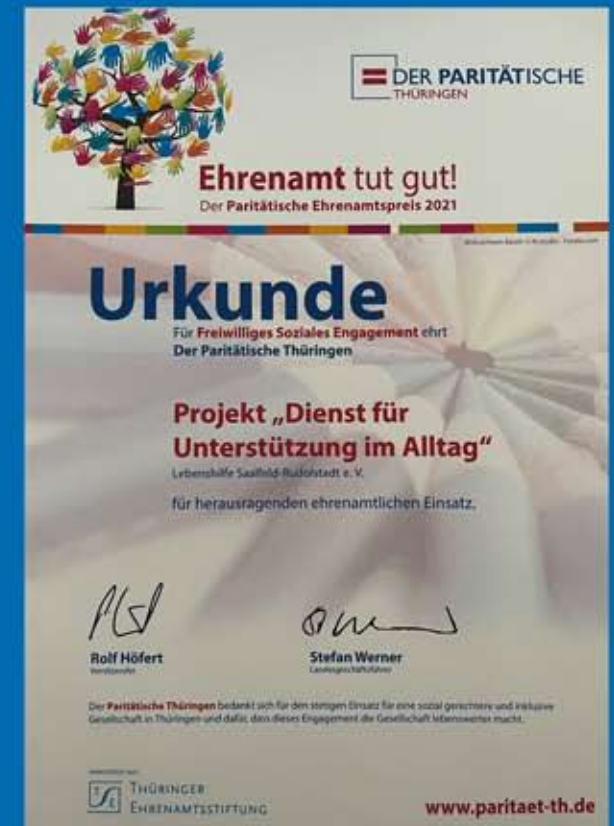 DER PARITÄTISCHE
THÜRINGEN
Ehrenamt tut gut!
Der Paritätische Ehrenamtspreis 2021
Urkunde
Für Freiwilliges Soziales Engagement ehrt
Der Paritätische Thüringen
Projekt „Dienst für
Unterstützung im Alltag“
Lebenshilfe Saalfeld-Rudolstadt e. V.
für herausragenden ehrenamtlichen Einsatz.
Rolf Höfert
Vorsitzender
Stefan Werner
Landesgeschäftsführer
Der Paritätische Thüringen bedankt sich für den stetigen Einsatz für eine sozial gerechtere und inklusive
Gesellschaft in Thüringen und dafür, dass dieses Engagement die Gesellschaft lebenswerter macht.
THÜRINGER
EHRENAMTSSTIFTUNG
www.paritaet-th.de